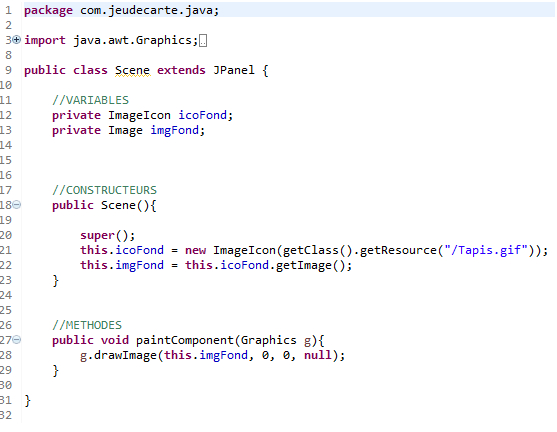 1 package com.jeudecarte.java;
2
3 import java.awt.Graphics;
8
9 public class Scene extends JPanel {
10
11 //VARIABLES
12 private ImageIcon icoFond;
13 private Image imgFond;
14
15
16
17 //CONSTRUCTEURS
18 public Scene(){
19
20 super();
21 this.icoFond = new ImageIcon(getClass().getResource("/Tapis.gif"));
22 this.imgFond = this.icoFond.getImage();
23 }
24
25
26 //METHODES
27 public void paintComponent(Graphics g){
28 g.drawImage(this.imgFond, 0, 0, null);
29 }
30
31 }
32